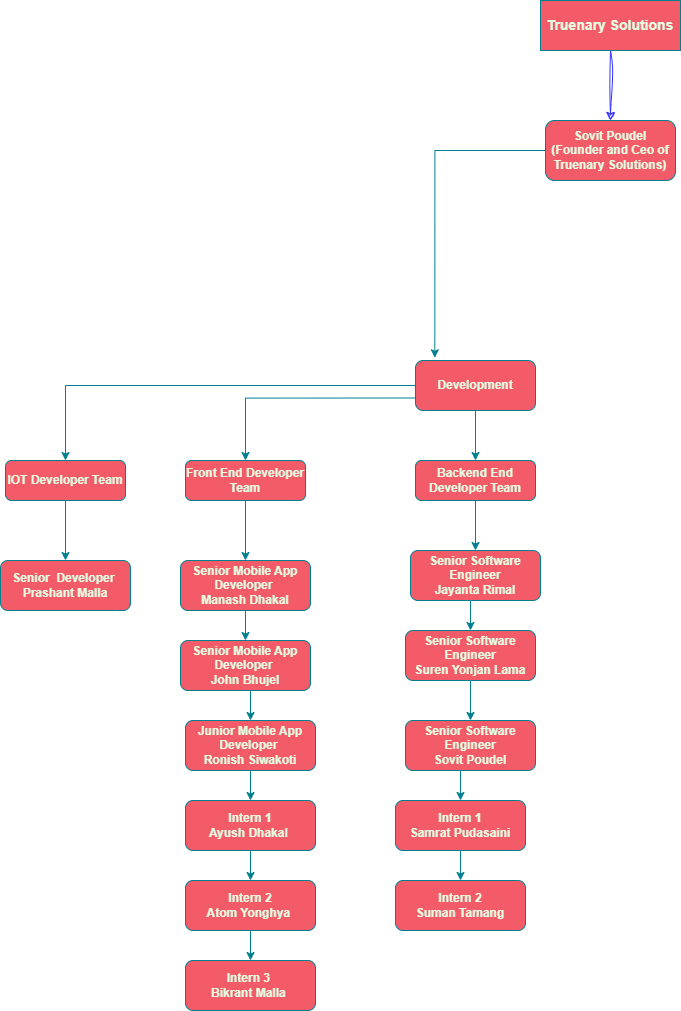 Truenary Solutions
Sovit Poudel
(Founder and Ceo of
Truenary Solutions)
Development
IOT Developer Team
Front End Developer
Team
Backend End
Developer Team
Senior  Developer
Prashant Malla
Senior Mobile App
Developer
Manash Dhakal
Senior Software
Engineer
Jayanta Rimal
Senior Mobile App
Developer
John Bhujel
Senior Software
Engineer
Suren Yonjan Lama
Junior Mobile App
Developer
Ronish Siwakoti
Senior Software
Engineer
Sovit Poudel
Intern 1
Ayush Dhakal
Intern 1
Samrat Pudasaini
Intern 2
Atom Yonghya
Intern 2
Suman Tamang
Intern 3
Bikrant Malla